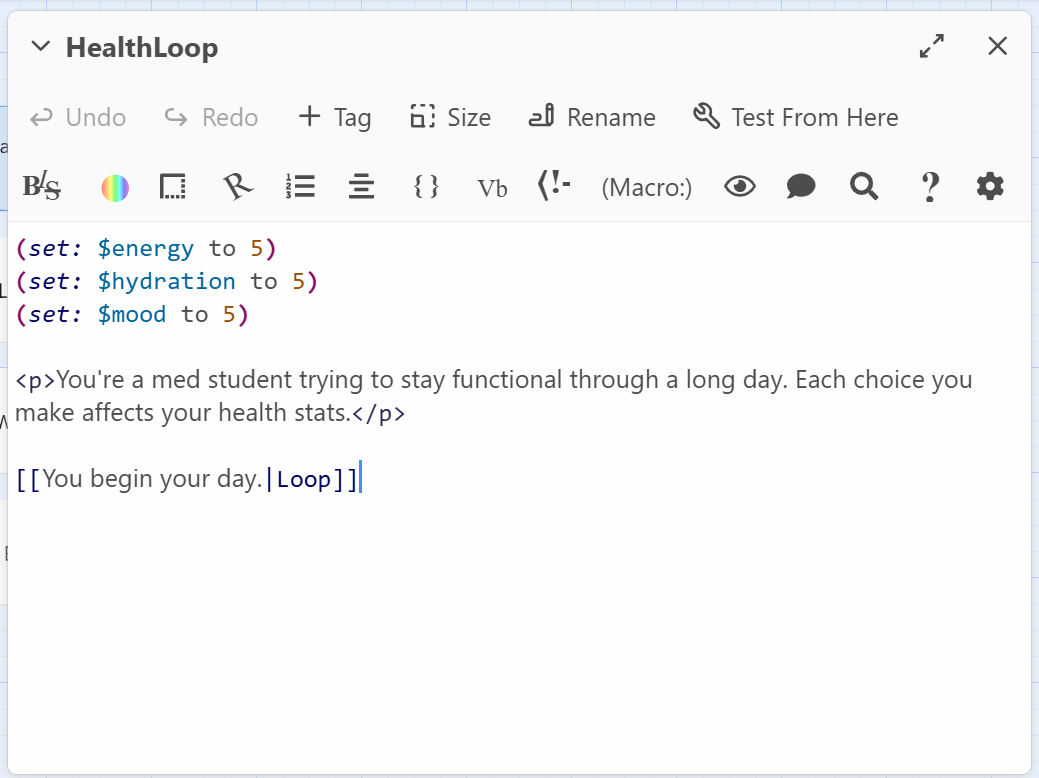 HealthLoop
Undo Redo + Tag Size Rename Test From Here
B/S { } Vb (!- (Macro:) ?
(set: $energy to 5)
(set: $hydration to 5)
(set: $mood to 5)
<p>You're a med student trying to stay functional through a long day. Each choice you
make affects your health stats.</p>
[[You begin your day.|Loop]]